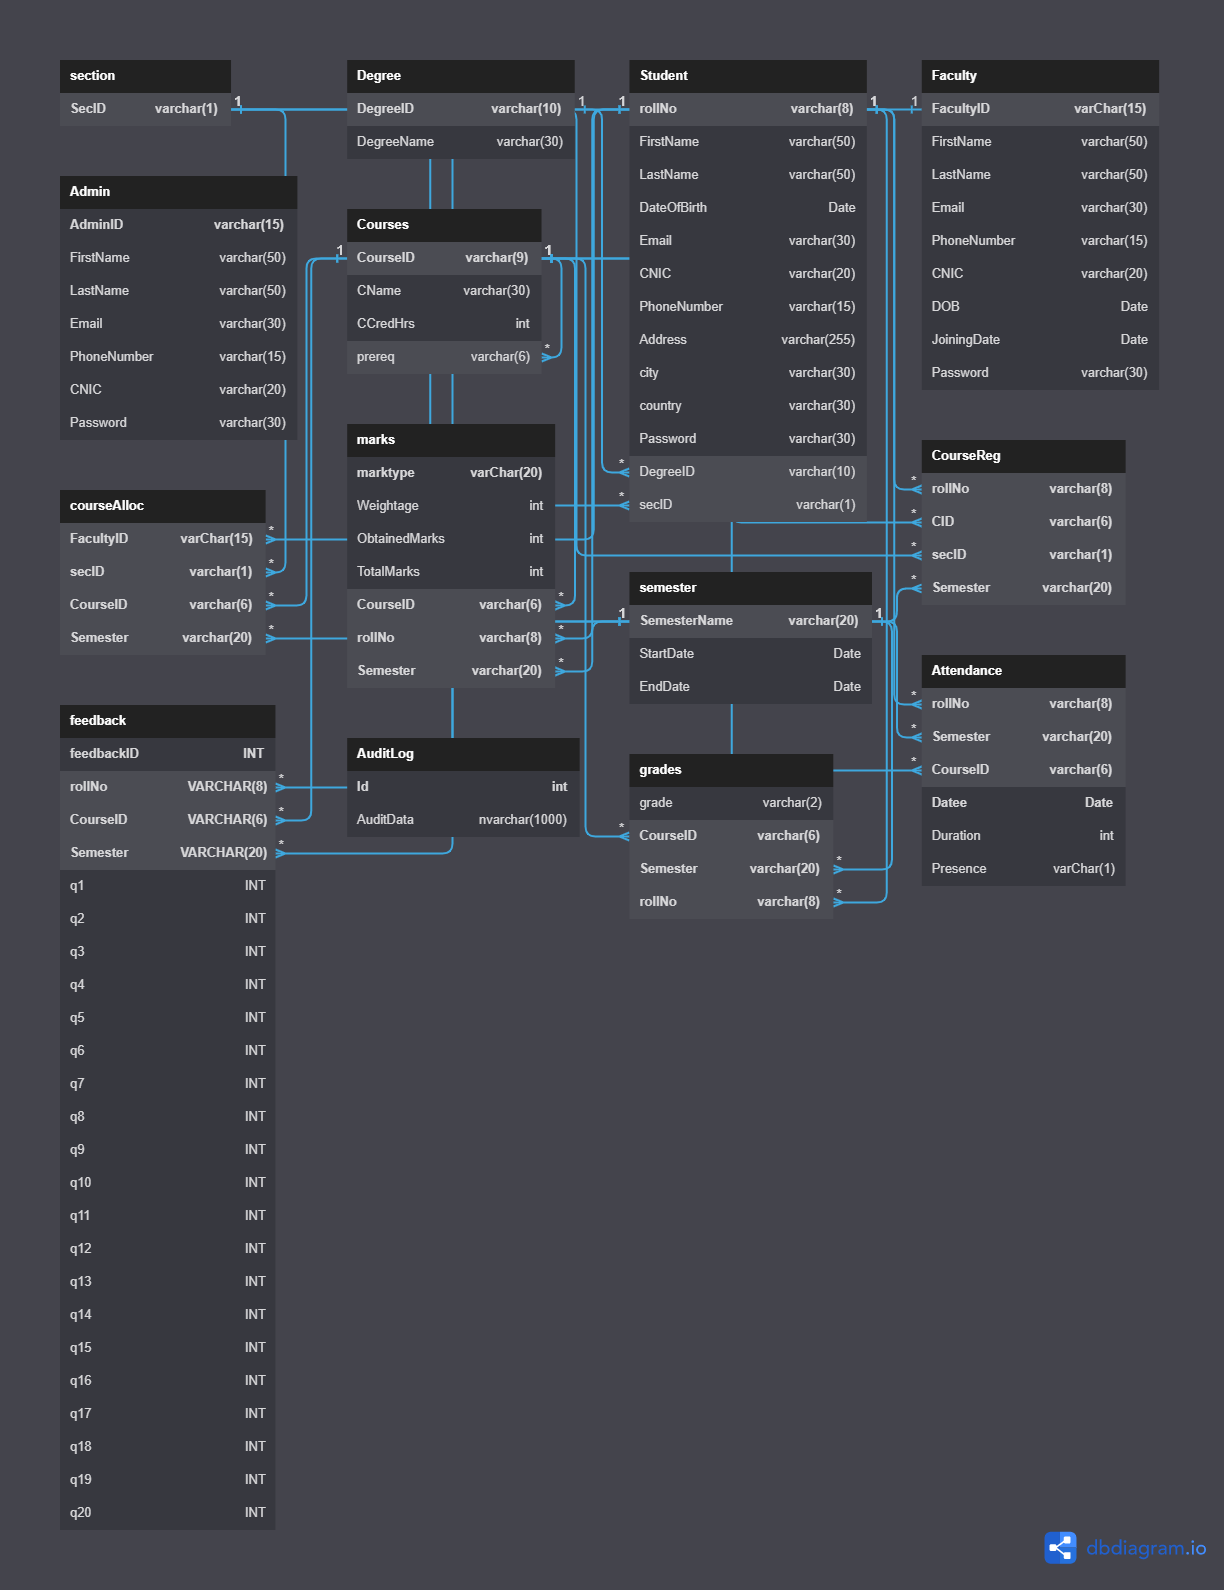 section
SecID varchar(1)
1
Degree
DegreeID varchar(10)
DegreeName varchar(30)
1
1
Student
rollNo varchar(8)
FirstName varchar(50)
LastName varchar(50)
DateOfBirth Date
Email varchar(30)
CNIC varchar(20)
PhoneNumber varchar(15)
Address varchar(255)
city varchar(30)
country varchar(30)
Password varchar(30)
DegreeID varchar(10)
secID varchar(1)
*
*
1
1
Faculty
FacultyID varChar(15)
FirstName varchar(50)
LastName varchar(50)
Email varchar(30)
PhoneNumber varchar(15)
CNIC varchar(20)
DOB Date
JoiningDate Date
Password varchar(30)
Admin
AdminID varchar(15)
FirstName varchar(50)
LastName varchar(50)
Email varchar(30)
PhoneNumber varchar(15)
CNIC varchar(20)
Password varchar(30)
Courses
CourseID varchar(9)
CName varchar(30)
CCredHrs int
prereq varchar(6)
1
1
*
marks
marktype varChar(20)
Weightage int
ObtainedMarks int
TotalMarks int
CourseID varchar(6)
rollNo varchar(8)
Semester varchar(20)
*
*
*
CourseReg
rollNo varchar(8)
CID varchar(6)
secID varchar(1)
Semester varchar(20)
*
*
*
*
courseAlloc
FacultyID varChar(15)
secID varchar(1)
CourseID varchar(6)
Semester varchar(20)
*
*
*
*
semester
SemesterName varchar(20)
StartDate Date
EndDate Date
1
1
Attendance
rollNo varchar(8)
Semester varchar(20)
CourseID varchar(6)
Datee Date
Duration int
Presence varChar(1)
*
*
*
feedback
feedbackID INT
rollNo VARCHAR(8)
CourseID VARCHAR(6)
Semester VARCHAR(20)
q1 INT
q2 INT
q3 INT
q4 INT
q5 INT
q6 INT
q7 INT
q8 INT
q9 INT
q10 INT
q11 INT
q12 INT
q13 INT
q14 INT
q15 INT
q16 INT
q17 INT
q18 INT
q19 INT
q20 INT
*
*
*
AuditLog
Id int
AuditData nvarchar(1000)
grades
grade varchar(2)
CourseID varchar(6)
Semester varchar(20)
rollNo varchar(8)
*
*
*
dbdiagram.io